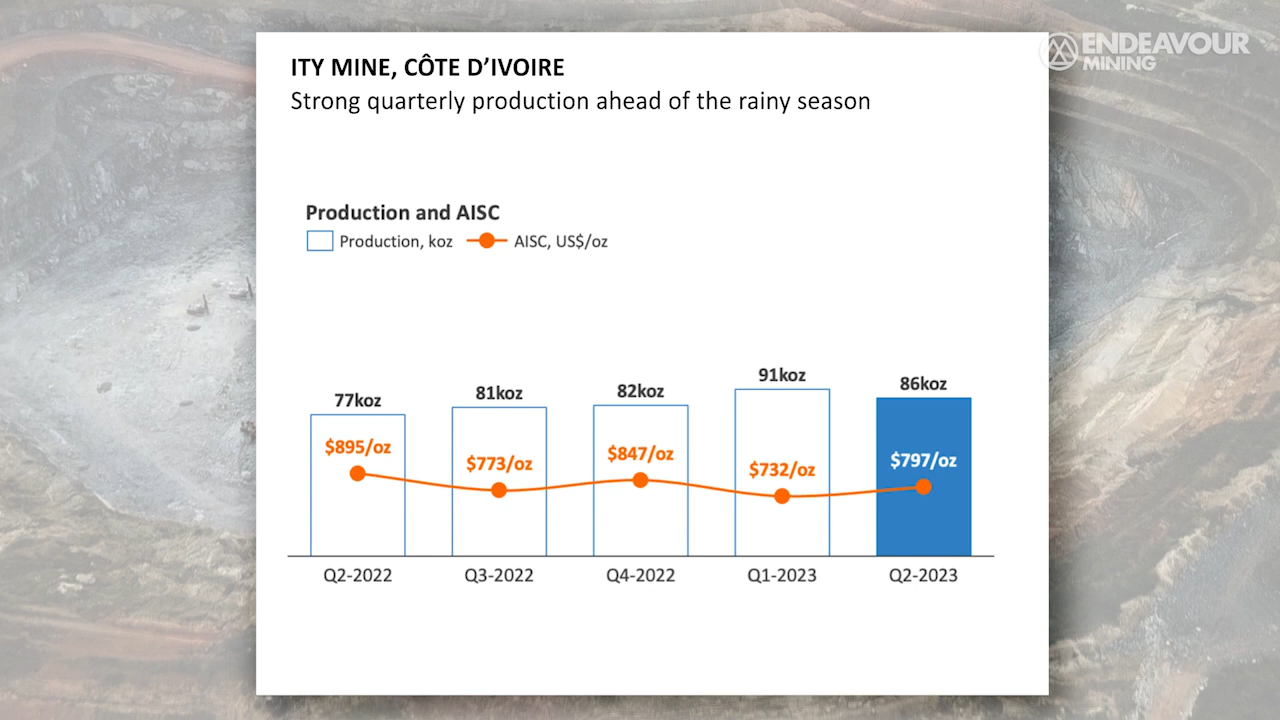 ENDEAVOUR
MINING
ITY MINE, CÔTE D’IVOIRE
Strong quarterly production ahead of the rainy season
Production and AISC
Production, koz AISC, US$/oz
77koz 81koz 82koz 91koz 86koz
$895/oz $773/oz $847/oz $732/oz $797/oz
Q2-2022 Q3-2022 Q4-2022 Q1-2023 Q2-2023